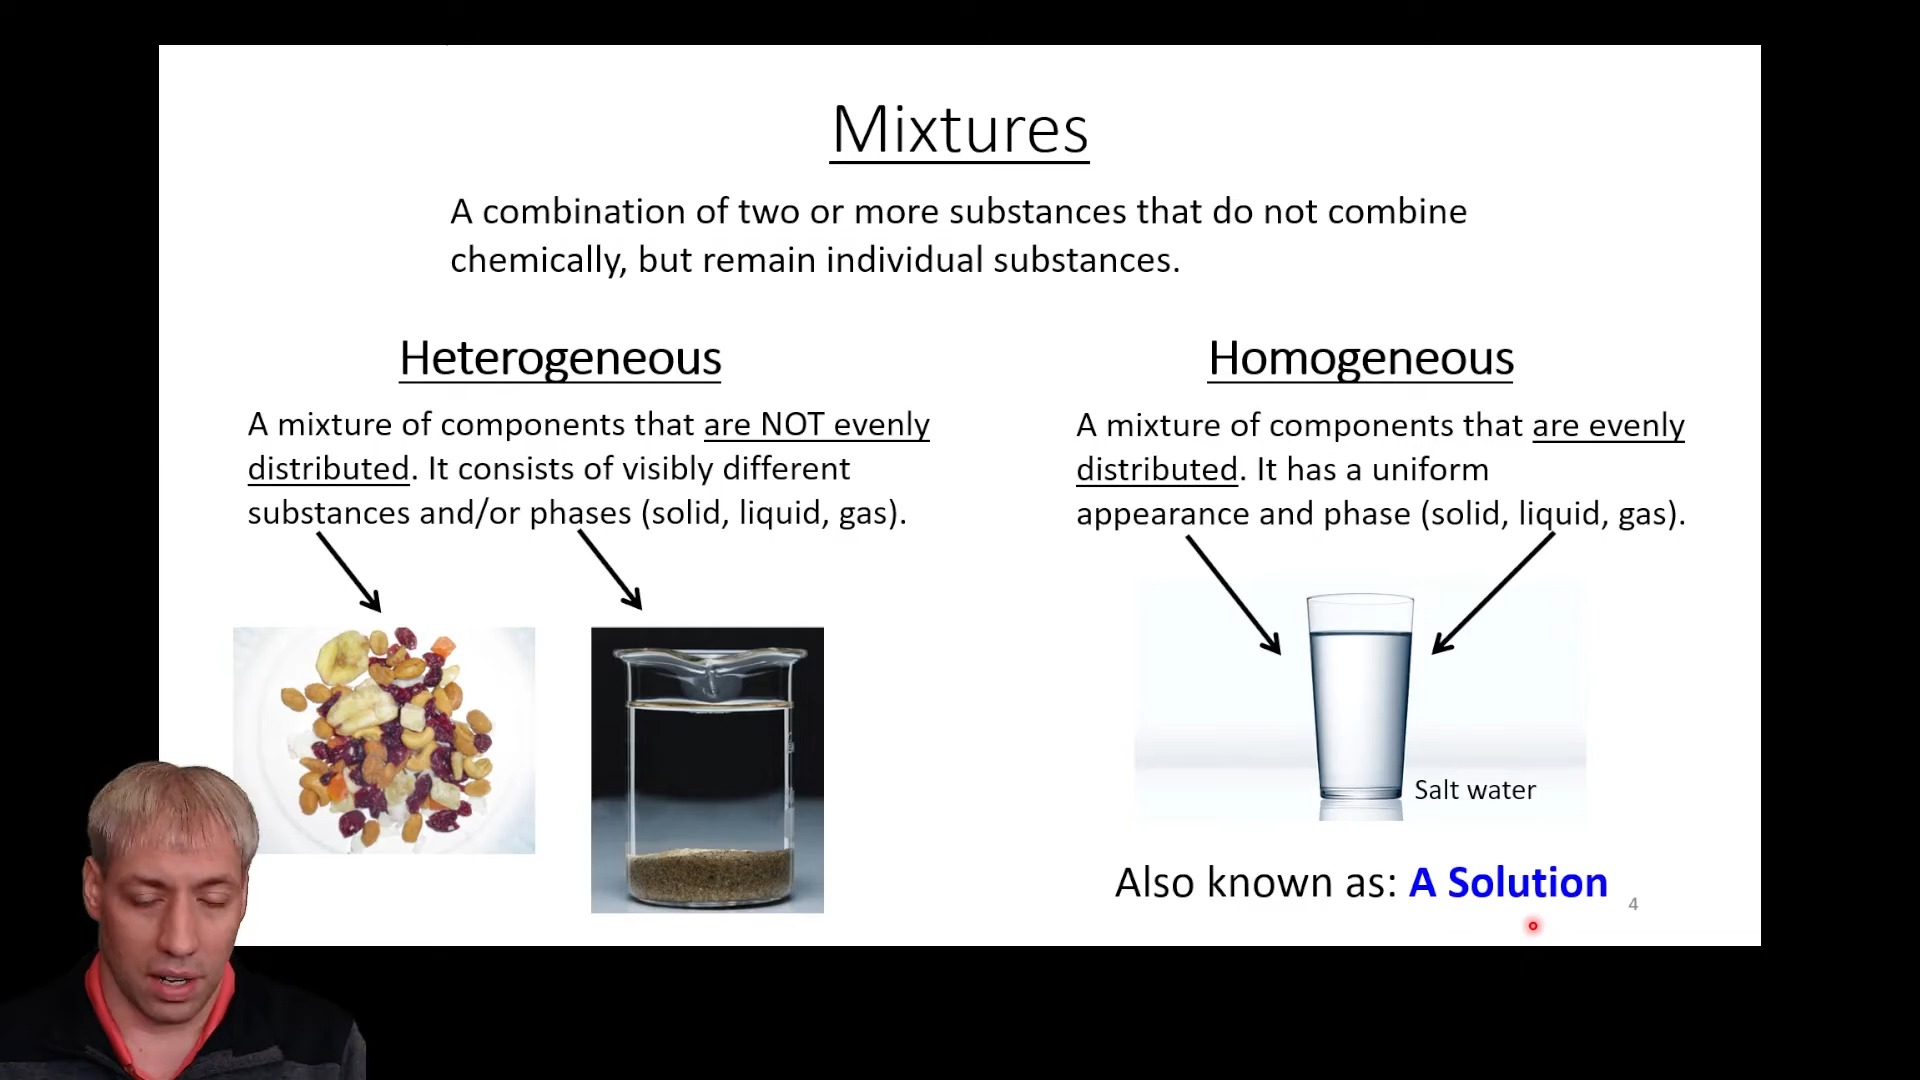 Mixtures
A combination of two or more substances that do not combine
chemically, but remain individual substances.
Heterogeneous
A mixture of components that are NOT evenly
distributed. It consists of visibly different
substances and/or phases (solid, liquid, gas).
Homogeneous
A mixture of components that are evenly
distributed. It has a uniform
appearance and phase (solid, liquid, gas).
Salt water
Also known as: A Solution
4